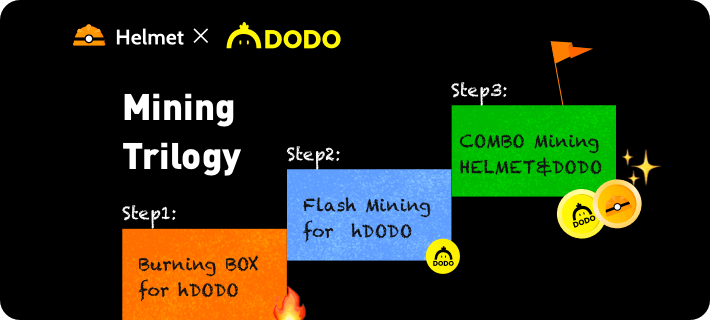 Helmet × DODO
Mining
Trilogy
Step1:
Burning BOX
for hDODO
Step2:
Flash Mining
for hDODO
DODO
Step3:
COMBO Mining
HELMET&DODO
DODO